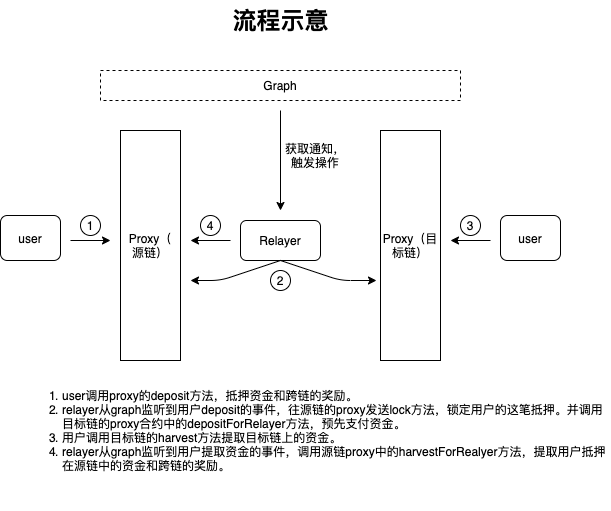 流程示意
Graph
获取通知，
触发操作
1
4
3
user
Proxy（
源链）
Relayer
Proxy（目
标链）
user
2
1. user调用proxy的deposit方法，抵押资金和跨链的奖励。
2. relayer从graph监听到用户deposit的事件，往源链的proxy发送lock方法，锁定用户的这笔抵押。并调用
目标链的proxy合约中的depositForRelayer方法，预先支付资金。
3. 用户调用目标链的harvest方法提取目标链上的资金。
4. relayer从graph监听到用户提取资金的事件，调用源链proxy中的harvestForRealyer方法，提取用户抵押
在源链中的资金和跨链的奖励。